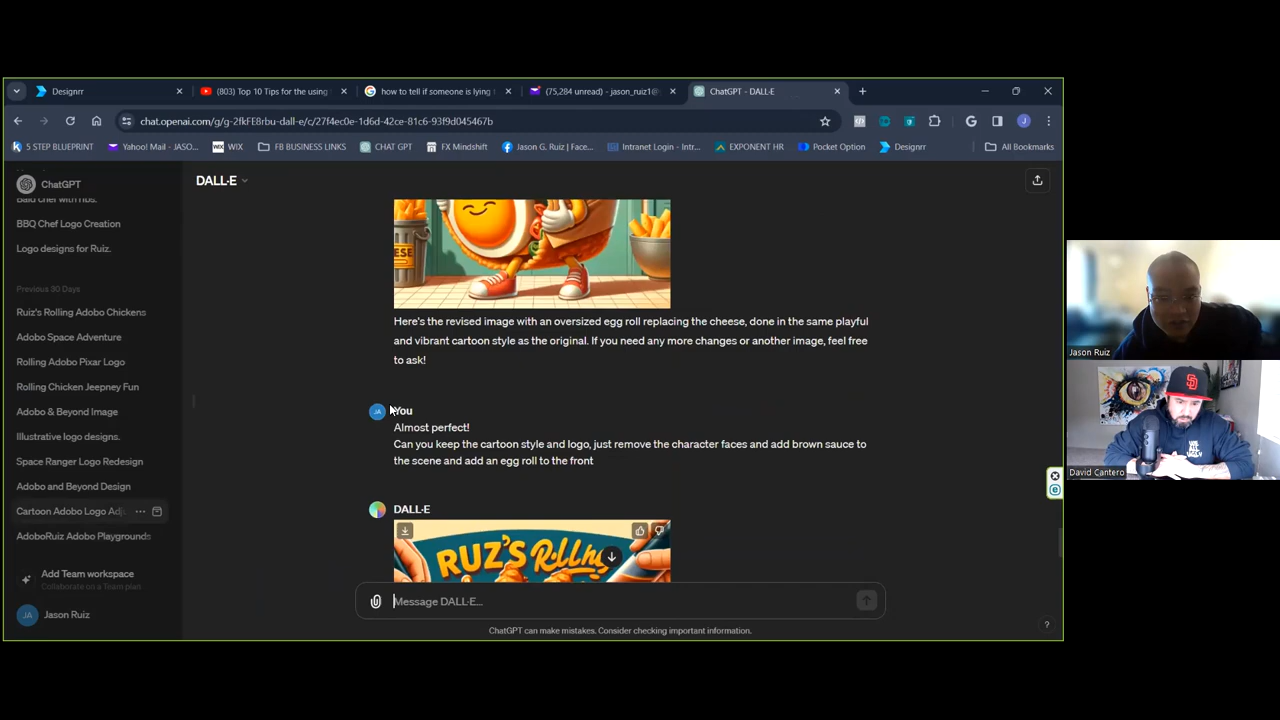 Designrr
(803) Top 10 Tips for the using
how to tell if someone is lying
(75,284 unread) - jason_ruiz1@
ChatGPT - DALL·E
chat.openai.com/g/g-2fkFE8rbu-dall-e/c/27f4ec0e-1d6d-42ce-81c6-93f9d045467b
5 STEP BLUEPRINT
Yahoo! Mail - JASO...
WIX
FB BUSINESS LINKS
CHAT GPT
FX Mindshift
Jason G. Ruiz | Face...
Intranet Login - Intr...
EXPONENT HR
Pocket Option
Designrr
All Bookmarks
ChatGPT
Bald chef with ribs.
BBQ Chef Logo Creation
Logo designs for Ruiz.
Previous 30 Days
Ruiz's Rolling Adobo Chickens
Adobo Space Adventure
Rolling Adobo Pixar Logo
Rolling Chicken Jeepney Fun
Adobo & Beyond Image
Illustrative logo designs.
Space Ranger Logo Redesign
Adobo and Beyond Design
Cartoon Adobo Logo Adj
AdoboRuiz Adobo Playgrounds
Add Team workspace
Collaborate on a Team plan
JA
Jason Ruiz
DALL·E
Here's the revised image with an oversized egg roll replacing the cheese, done in the same playful
and vibrant cartoon style as the original. If you need any more changes or another image, feel free
to ask!
JA
You
Almost perfect!
Can you keep the cartoon style and logo, just remove the character faces and add brown sauce to
the scene and add an egg roll to the front
DALL·E
RUZ'S
Message DALL·E...
ChatGPT can make mistakes. Consider checking important information.
?
Jason Ruiz
David Cantero